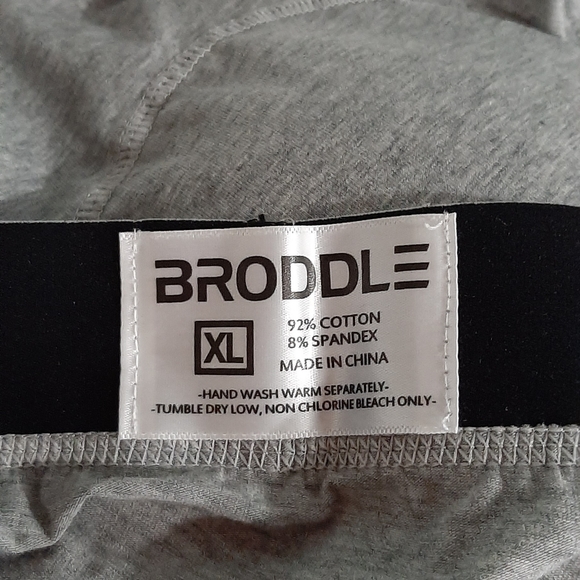 BRODDLE
XL
92% COTTON
8% SPANDEX
MADE IN CHINA
-HAND WASH WARM SEPARATELY-
-TUMBLE DRY LOW, NON CHLORINE BLEACH ONLY-